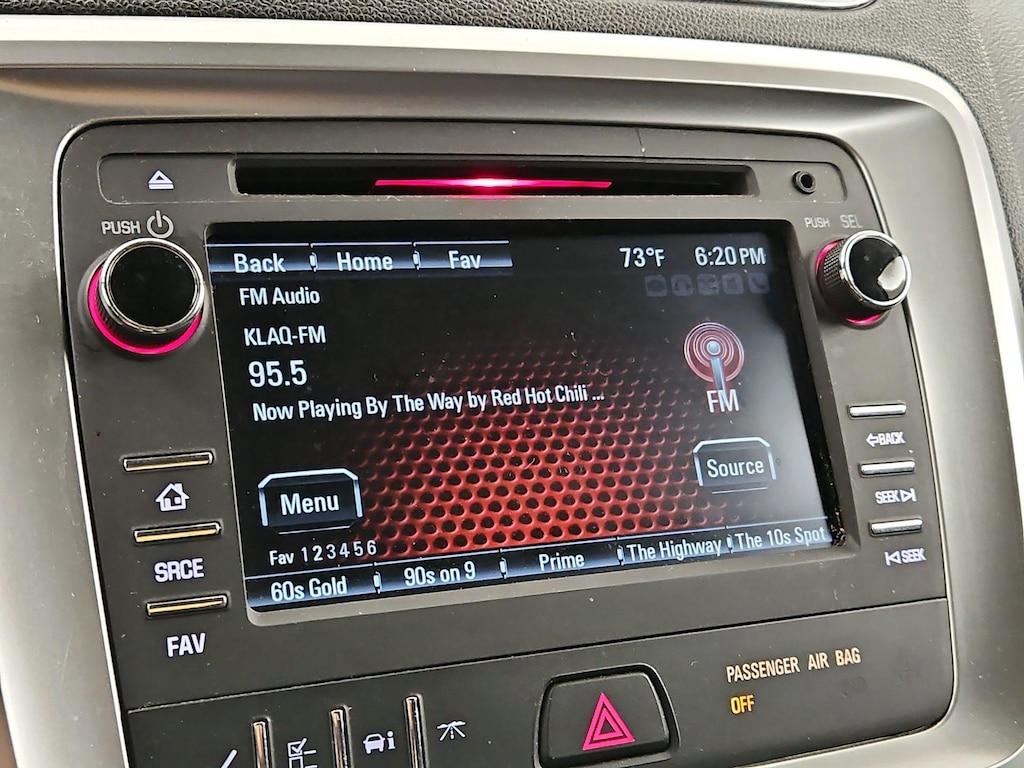 PUSH
PUSH SEL
Back Home Fav 73°F 6:20 PM
FM Audio
KLAQ-FM
95.5
Now Playing By The Way by Red Hot Chili ...
FM
Menu
Source
Fav 1 2 3 4 5 6
60s Gold 90s on 9 Prime The Highway The 10s Spot
SRCE
FAV
BACK
SEEK
SEEK
PASSENGER AIR BAG
OFF
i